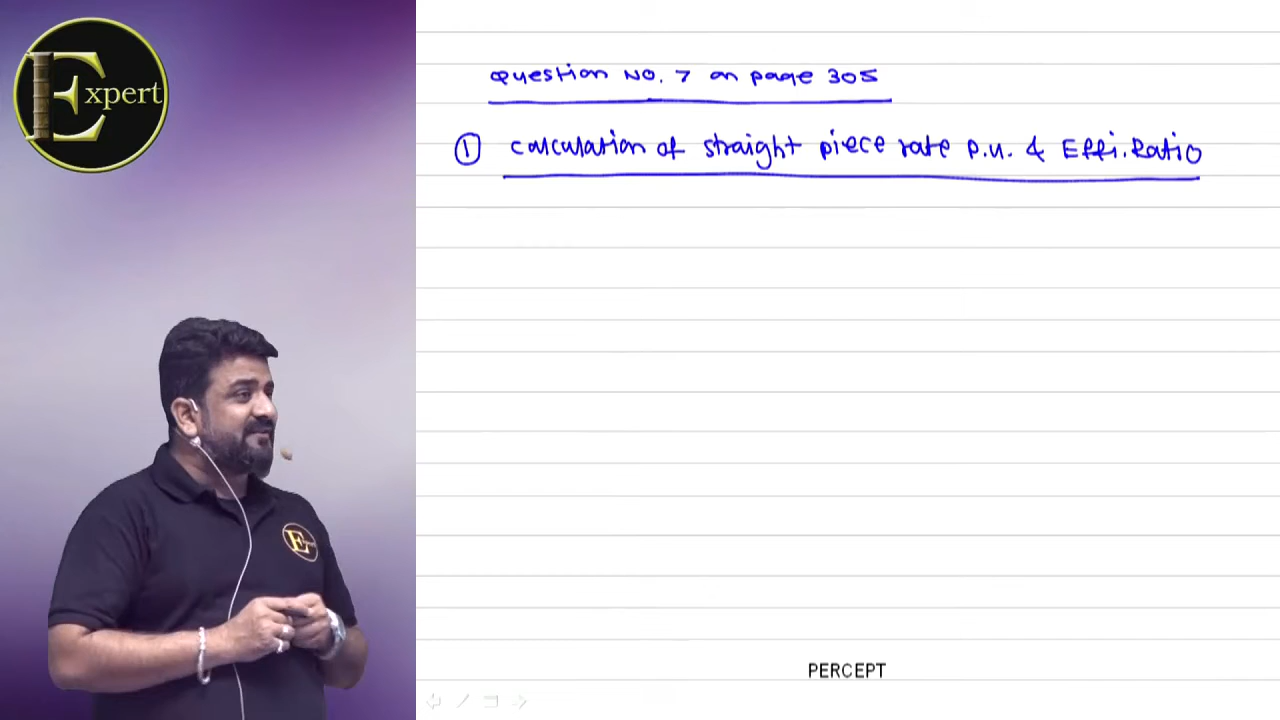 Expert
Question No. 7 on page 305
① calculation of straight piece rate p.u. & Effi.Ratio
E
PERCEPT